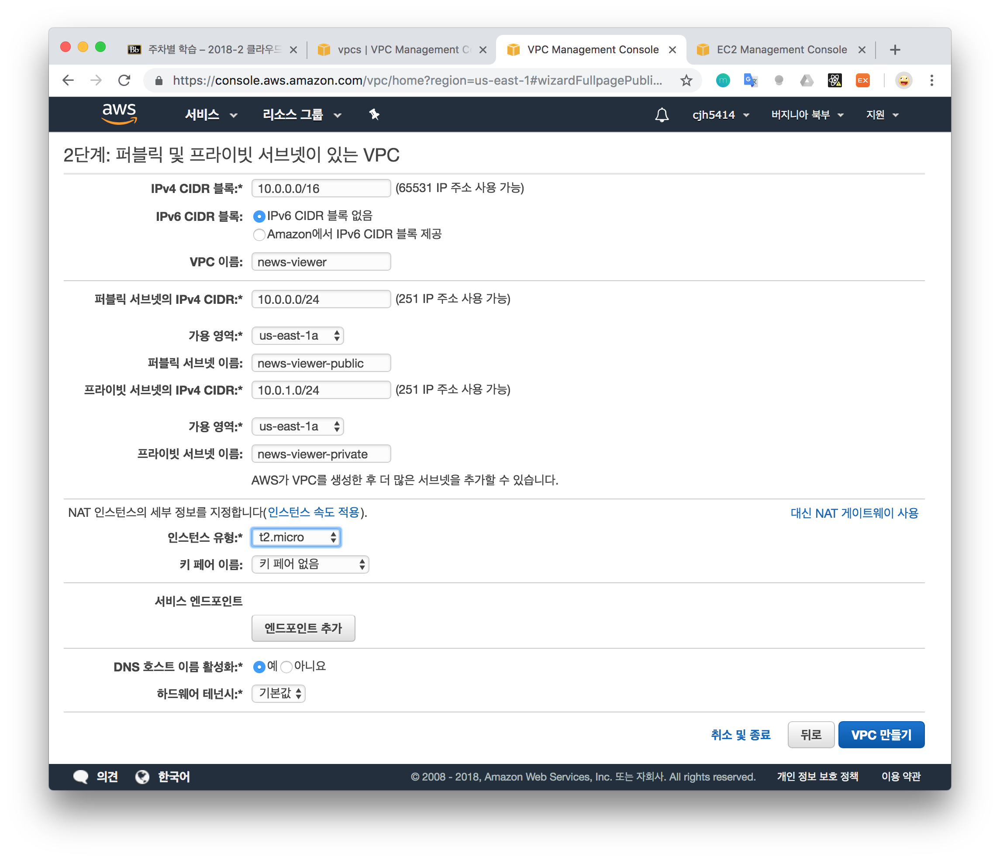 주차별 학습 – 2018-2 클라우드
vpcs | VPC Management Co
VPC Management Console
EC2 Management Console
https://console.aws.amazon.com/vpc/home?region=us-east-1#wizardFullpagePubli...
aws
서비스
리소스 그룹
cjh5414
버지니아 북부
지원
2단계: 퍼블릭 및 프라이빗 서브넷이 있는 VPC
IPv4 CIDR 블록:* 10.0.0.0/16 (65531 IP 주소 사용 가능)
IPv6 CIDR 블록: IPv6 CIDR 블록 없음
Amazon에서 IPv6 CIDR 블록 제공
VPC 이름: news-viewer
퍼블릭 서브넷의 IPv4 CIDR:* 10.0.0.0/24 (251 IP 주소 사용 가능)
가용 영역:* us-east-1a
퍼블릭 서브넷 이름: news-viewer-public
프라이빗 서브넷의 IPv4 CIDR:* 10.0.1.0/24 (251 IP 주소 사용 가능)
가용 영역:* us-east-1a
프라이빗 서브넷 이름: news-viewer-private
AWS가 VPC를 생성한 후 더 많은 서브넷을 추가할 수 있습니다.
NAT 인스턴스의 세부 정보를 지정합니다(인스턴스 속도 적용). 대신 NAT 게이트웨이 사용
인스턴스 유형:* t2.micro
키 페어 이름: 키 페어 없음
서비스 엔드포인트
엔드포인트 추가
DNS 호스트 이름 활성화:* 예 아니요
하드웨어 테넌시:* 기본값
취소 및 종료 뒤로 VPC 만들기
의견 한국어 © 2008 - 2018, Amazon Web Services, Inc. 또는 자회사. All rights reserved. 개인 정보 보호 정책 이용 약관
Bb
m
G
EX